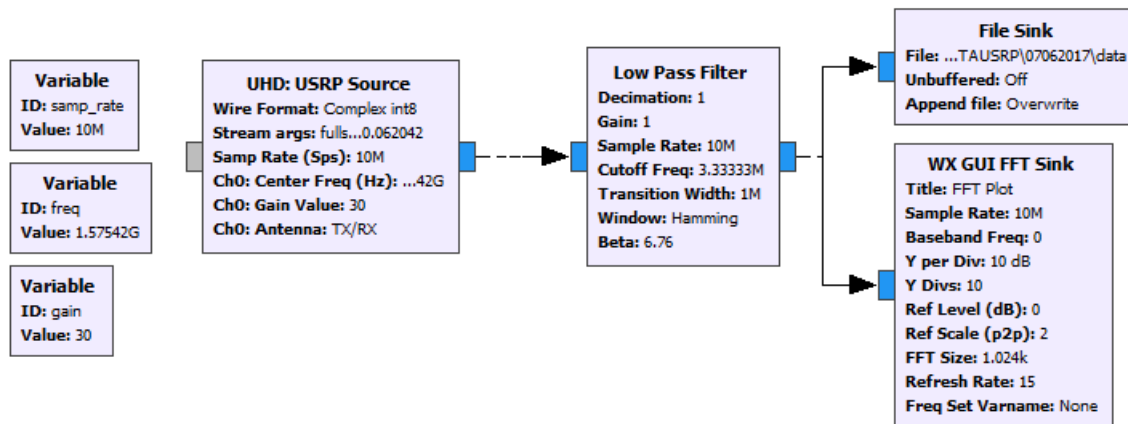 Variable
ID: samp_rate
Value: 10M
Variable
ID: freq
Value: 1.57542G
Variable
ID: gain
Value: 30
UHD: USRP Source
Wire Format: Complex int8
Stream args: fulls...0.062042
Samp Rate (Sps): 10M
Ch0: Center Freq (Hz): ...42G
Ch0: Gain Value: 30
Ch0: Antenna: TX/RX
Low Pass Filter
Decimation: 1
Gain: 1
Sample Rate: 10M
Cutoff Freq: 3.33333M
Transition Width: 1M
Window: Hamming
Beta: 6.76
File Sink
File: ...TAUSRP\07062017\data
Unbuffered: Off
Append file: Overwrite
WX GUI FFT Sink
Title: FFT Plot
Sample Rate: 10M
Baseband Freq: 0
Y per Div: 10 dB
Y Divs: 10
Ref Level (dB): 0
Ref Scale (p2p): 2
FFT Size: 1.024k
Refresh Rate: 15
Freq Set Varname: None